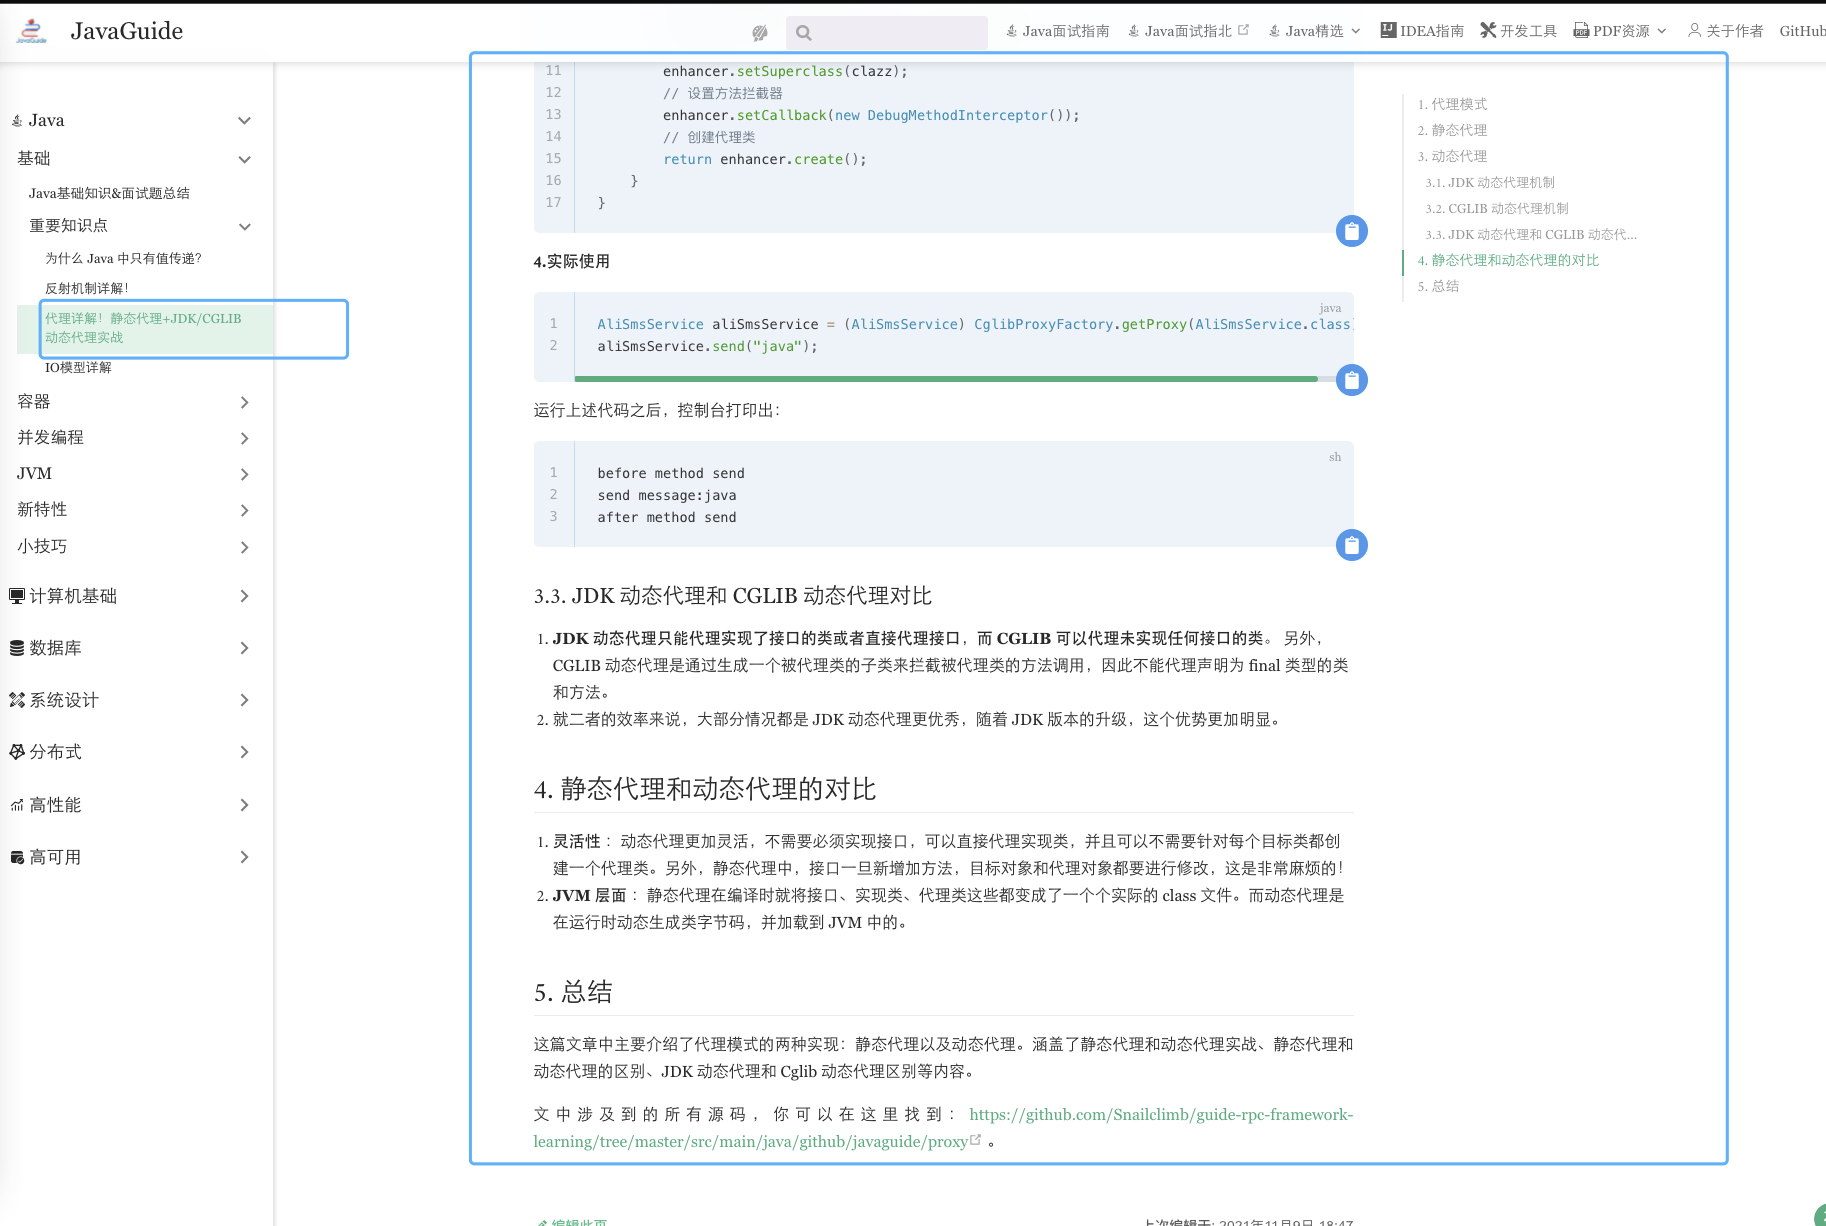 JavaGuide
Java面试指南
Java面试指北
Java精选
IDEA指南
开发工具
PDF资源
关于作者
GitHub
Java
基础
Java基础知识&面试题总结
重要知识点
为什么 Java 中只有值传递？
反射机制详解！
代理详解！静态代理+JDK/CGLIB
动态代理实战
IO模型详解
容器
并发编程
JVM
新特性
小技巧
计算机基础
数据库
系统设计
分布式
高性能
高可用
11 enhancer.setSuperclass(clazz);
12 // 设置方法拦截器
13 enhancer.setCallback(new DebugMethodInterceptor());
14 // 创建代理类
15 return enhancer.create();
16 }
17 }
4.实际使用
java
1 AliSmsService aliSmsService = (AliSmsService) CglibProxyFactory.getProxy(AliSmsService.class
2 aliSmsService.send("java");
运行上述代码之后，控制台打印出：
sh
1 before method send
2 send message:java
3 after method send
3.3. JDK 动态代理和 CGLIB 动态代理对比
1. JDK 动态代理只能代理实现了接口的类或者直接代理接口，而 CGLIB 可以代理未实现任何接口的类。 另外，
CGLIB 动态代理是通过生成一个被代理类的子类来拦截被代理类的方法调用，因此不能代理声明为 final 类型的类
和方法。
2. 就二者的效率来说，大部分情况都是 JDK 动态代理更优秀，随着 JDK 版本的升级，这个优势更加明显。
4. 静态代理和动态代理的对比
1. 灵活性 ：动态代理更加灵活，不需要必须实现接口，可以直接代理实现类，并且可以不需要针对每个目标类都创
建一个代理类。另外，静态代理中，接口一旦新增加方法，目标对象和代理对象都要进行修改，这是非常麻烦的！
2. JVM 层面 ：静态代理在编译时就将接口、实现类、代理类这些都变成了一个个实际的 class 文件。而动态代理是
在运行时动态生成类字节码，并加载到 JVM 中的。
5. 总结
这篇文章中主要介绍了代理模式的两种实现：静态代理以及动态代理。涵盖了静态代理和动态代理实战、静态代理和
动态代理的区别、JDK 动态代理和 Cglib 动态代理区别等内容。
文中涉及到的所有源码，你可以在这里找到：https://github.com/Snailclimb/guide-rpc-framework-
learning/tree/master/src/main/java/github/javaguide/proxy 。
编辑此页
上次编辑于: 2021年11月9日 18:47
1. 代理模式
2. 静态代理
3. 动态代理
3.1. JDK 动态代理机制
3.2. CGLIB 动态代理机制
3.3. JDK 动态代理和 CGLIB 动态代...
4. 静态代理和动态代理的对比
5. 总结